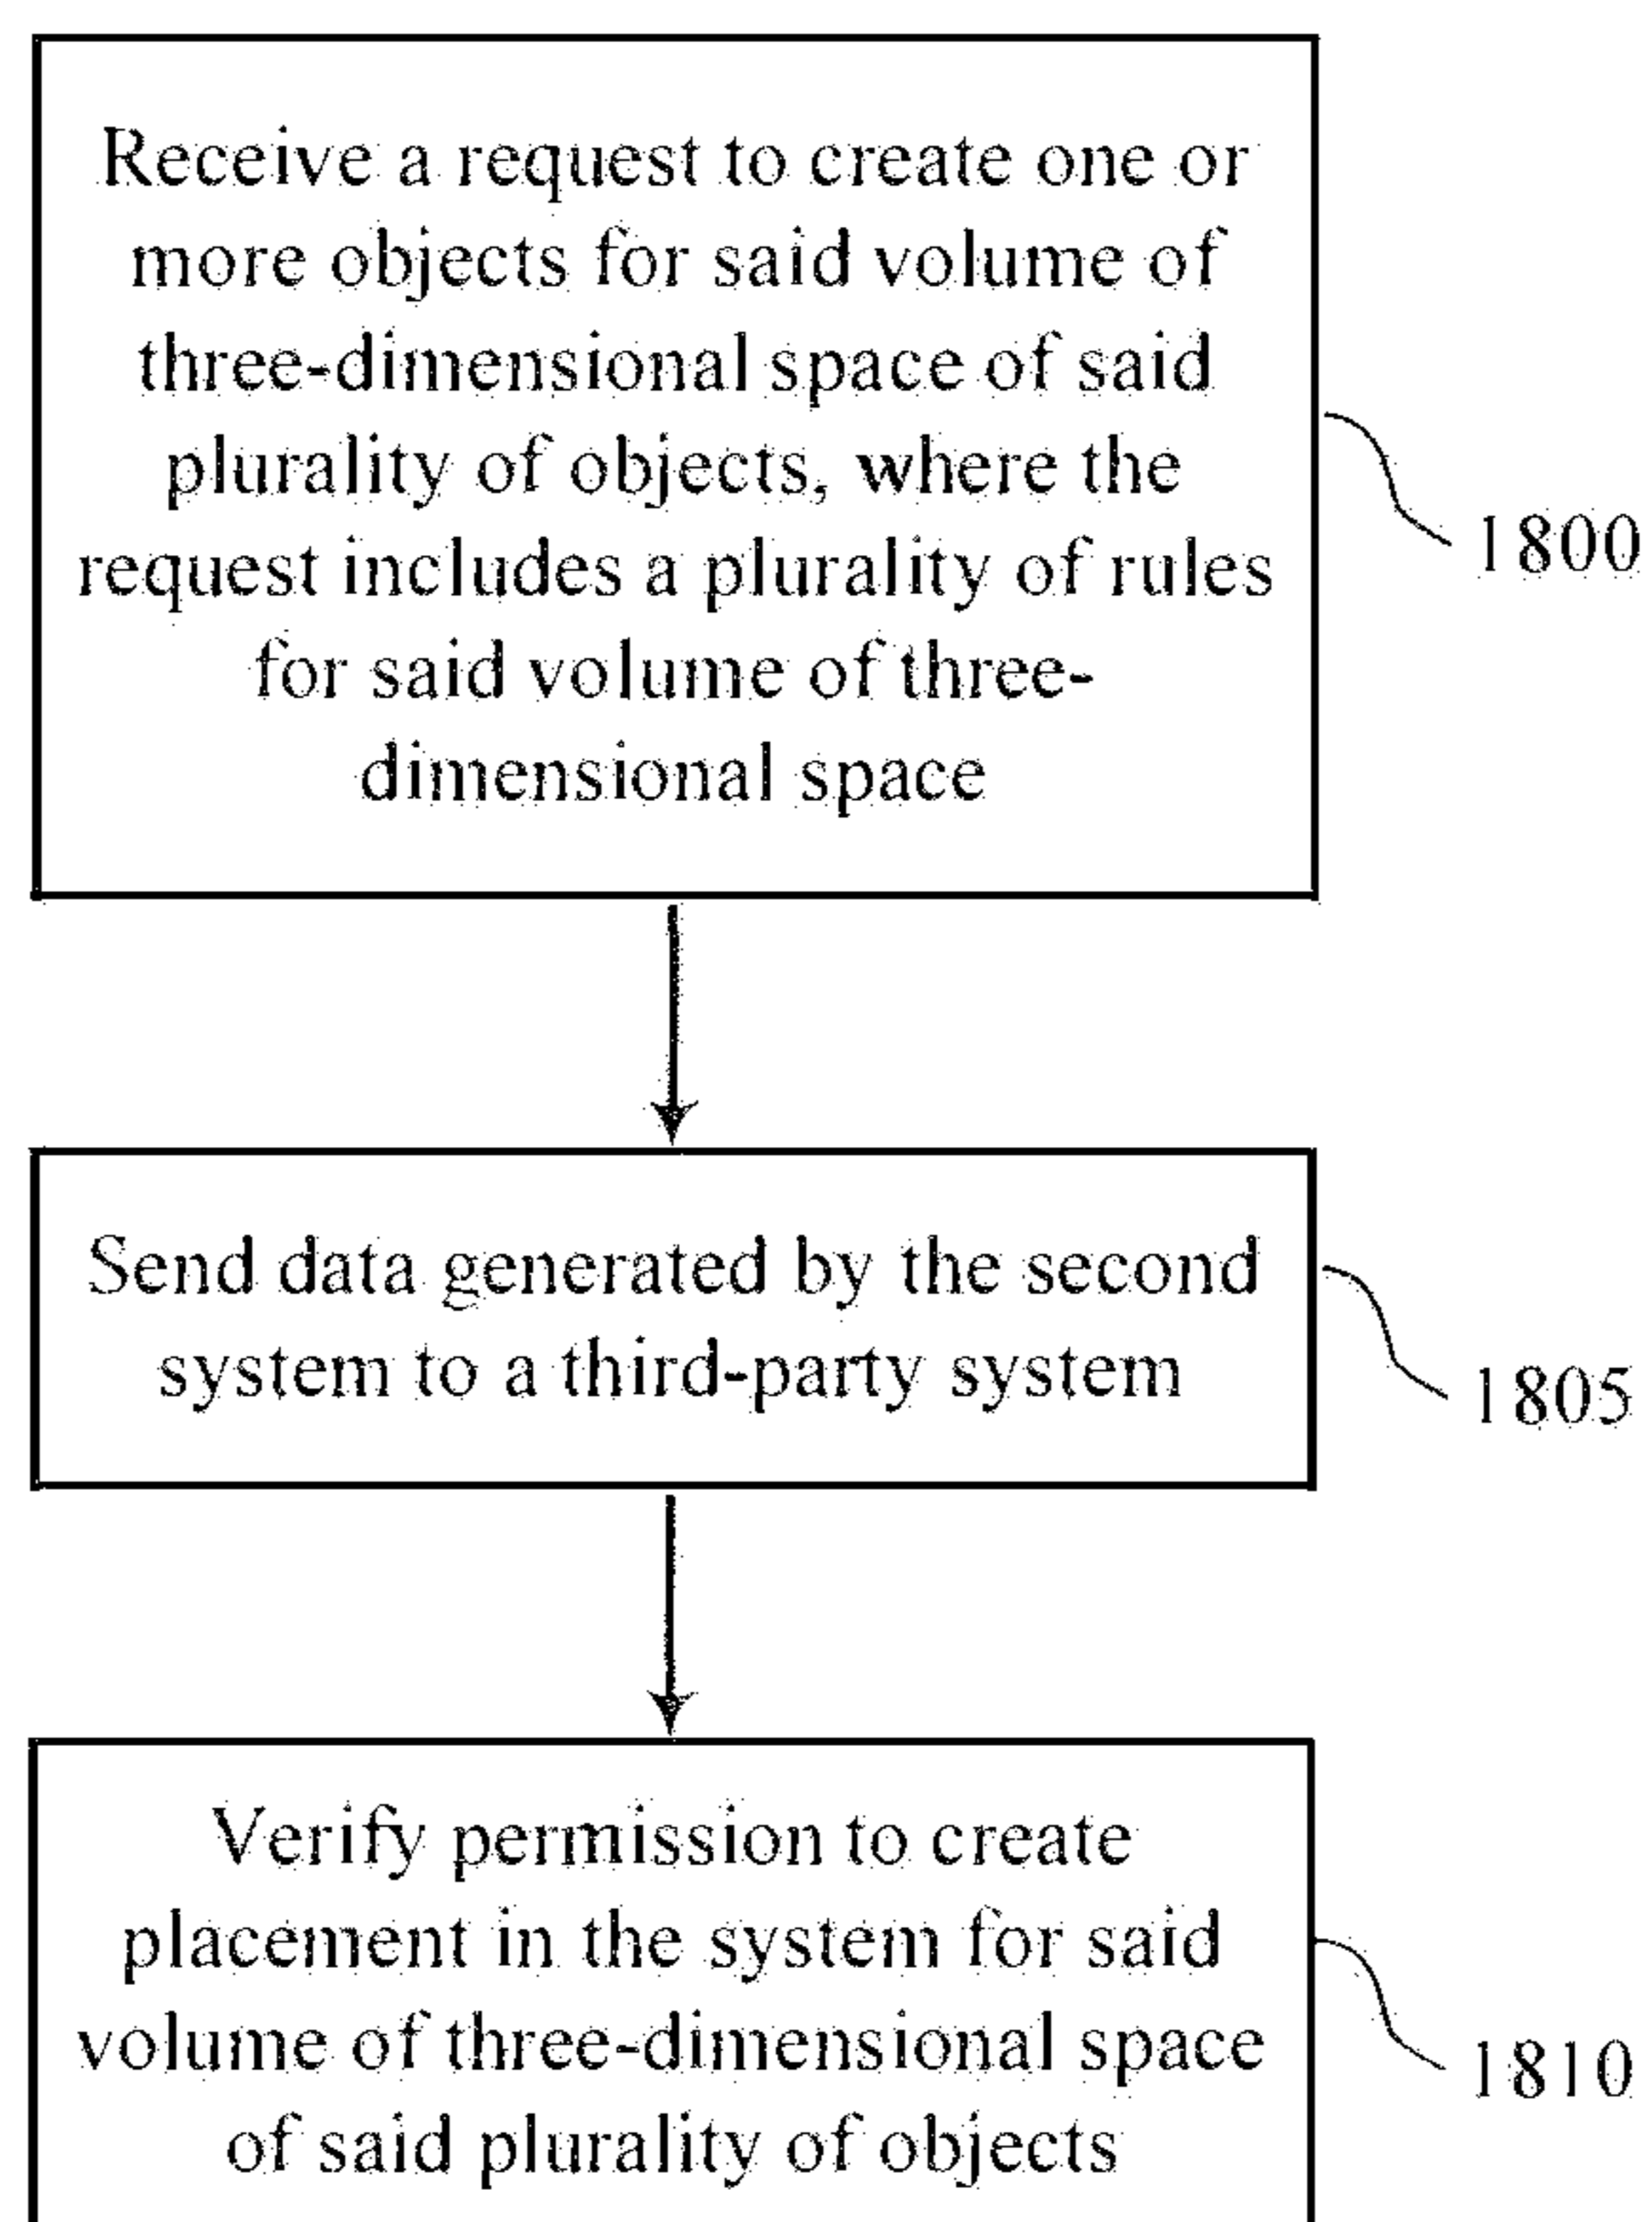 Receive a request to create one or
more objects for said volume of
three-dimensional space of said
plurality of objects, where the
request includes a plurality of rules
for said volume of three-
dimensional space
1800
Send data generated by the second
system to a third-party system
1805
Verify permission to create
placement in the system for said
volume of three-dimensional space
of said plurality of objects
1810